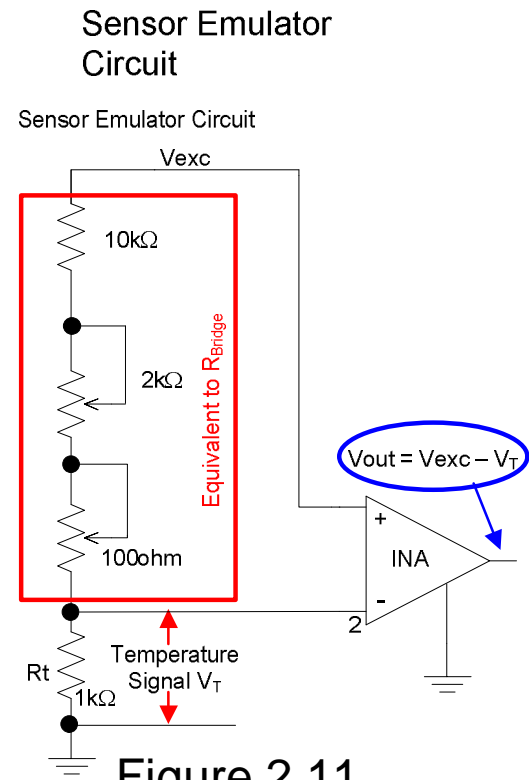 Sensor Emulator
Circuit
Sensor Emulator Circuit
Vexc
10kΩ
2kΩ
Equivalent to RBridge
100ohm
Vout = Vexc – VT
+
INA
-
2
Rt
1kΩ
Temperature
Signal VT
Figure 2.11